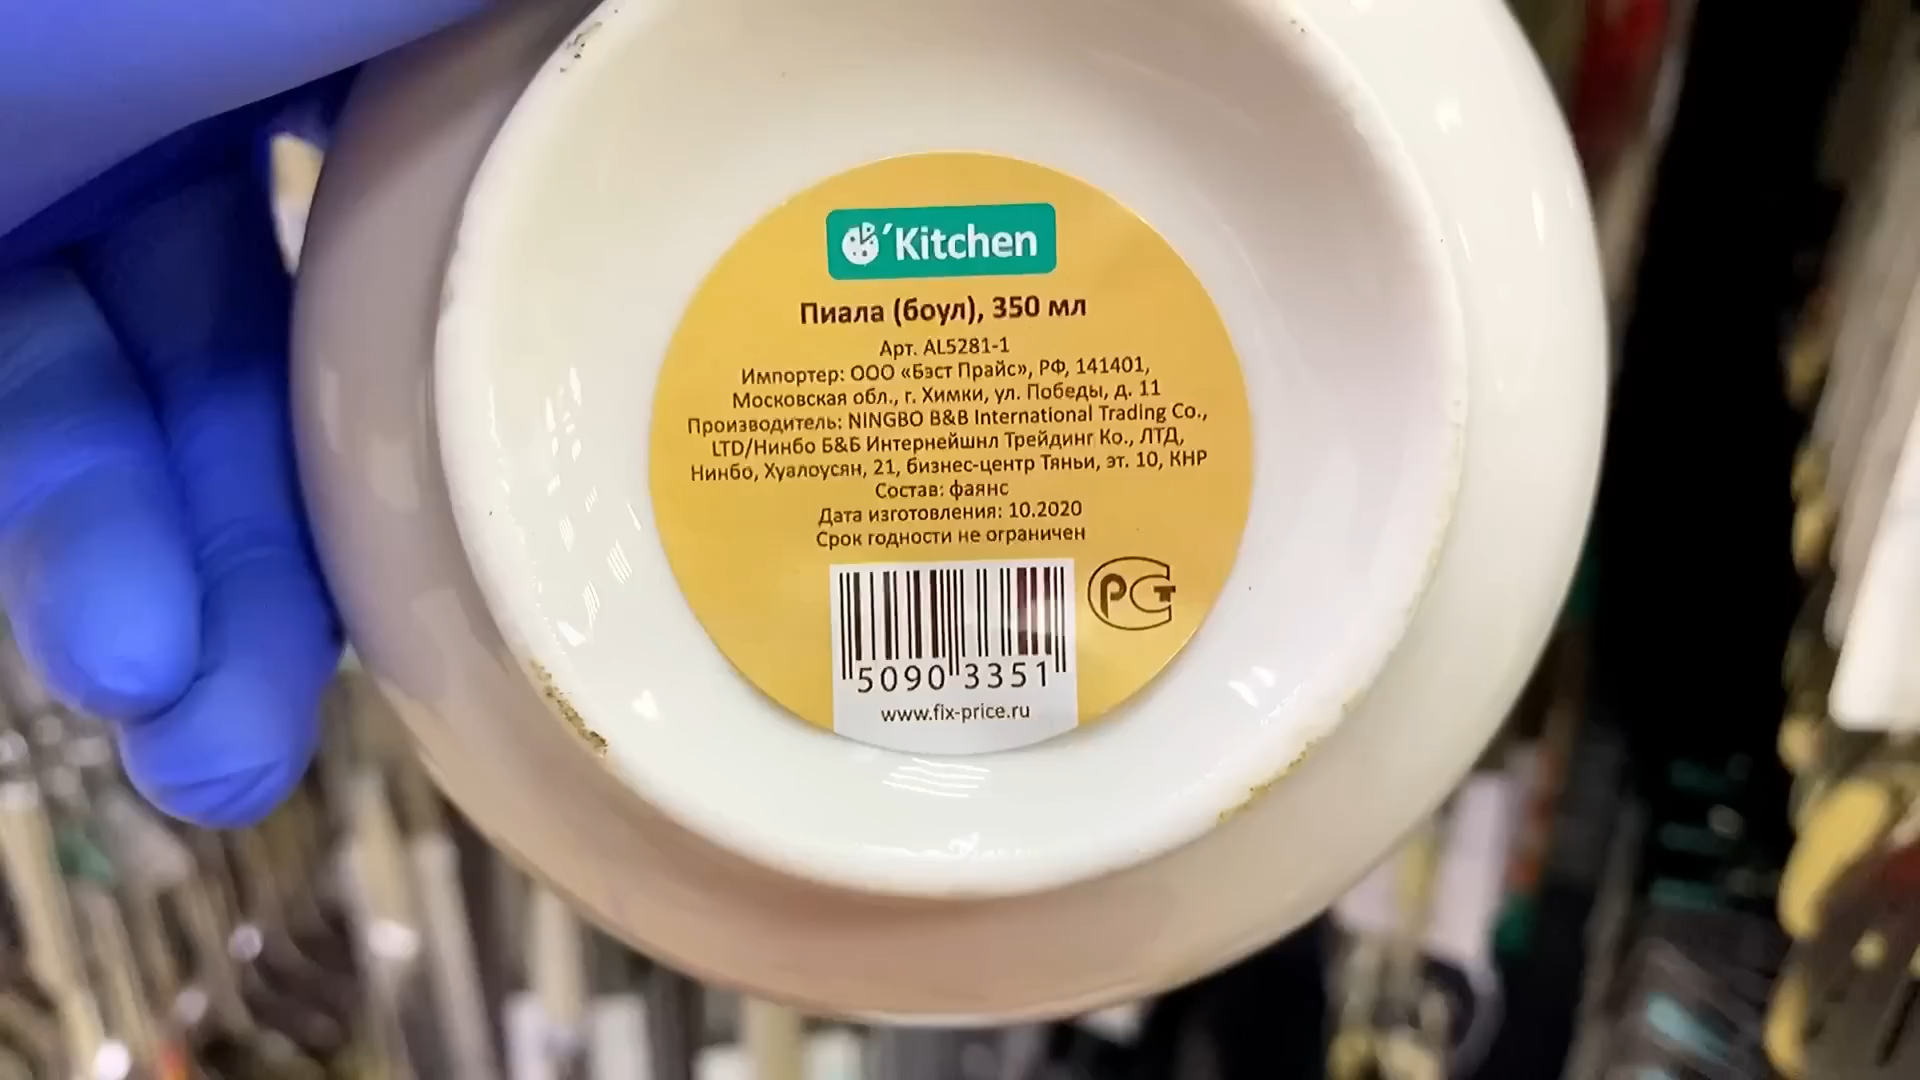 'Kitchen
Пиала (боул), 350 мл
Арт. AL5281-1
Импортер: ООО «Бэст Прайс», РФ, 141401,
Московская обл., г. Химки, ул. Победы, д. 11
Производитель: NINGBO B&B International Trading Co.,
LTD/Нинбо Б&Б Интернейшнл Трейдинг Ко., ЛТД,
Нинбо, Хуалоусян, 21, бизнес-центр Тяньи, эт. 10, КНР
Состав: фаянс
Дата изготовления: 10.2020
Срок годности не ограничен
РСТ
5090 3351
www.fix-price.ru